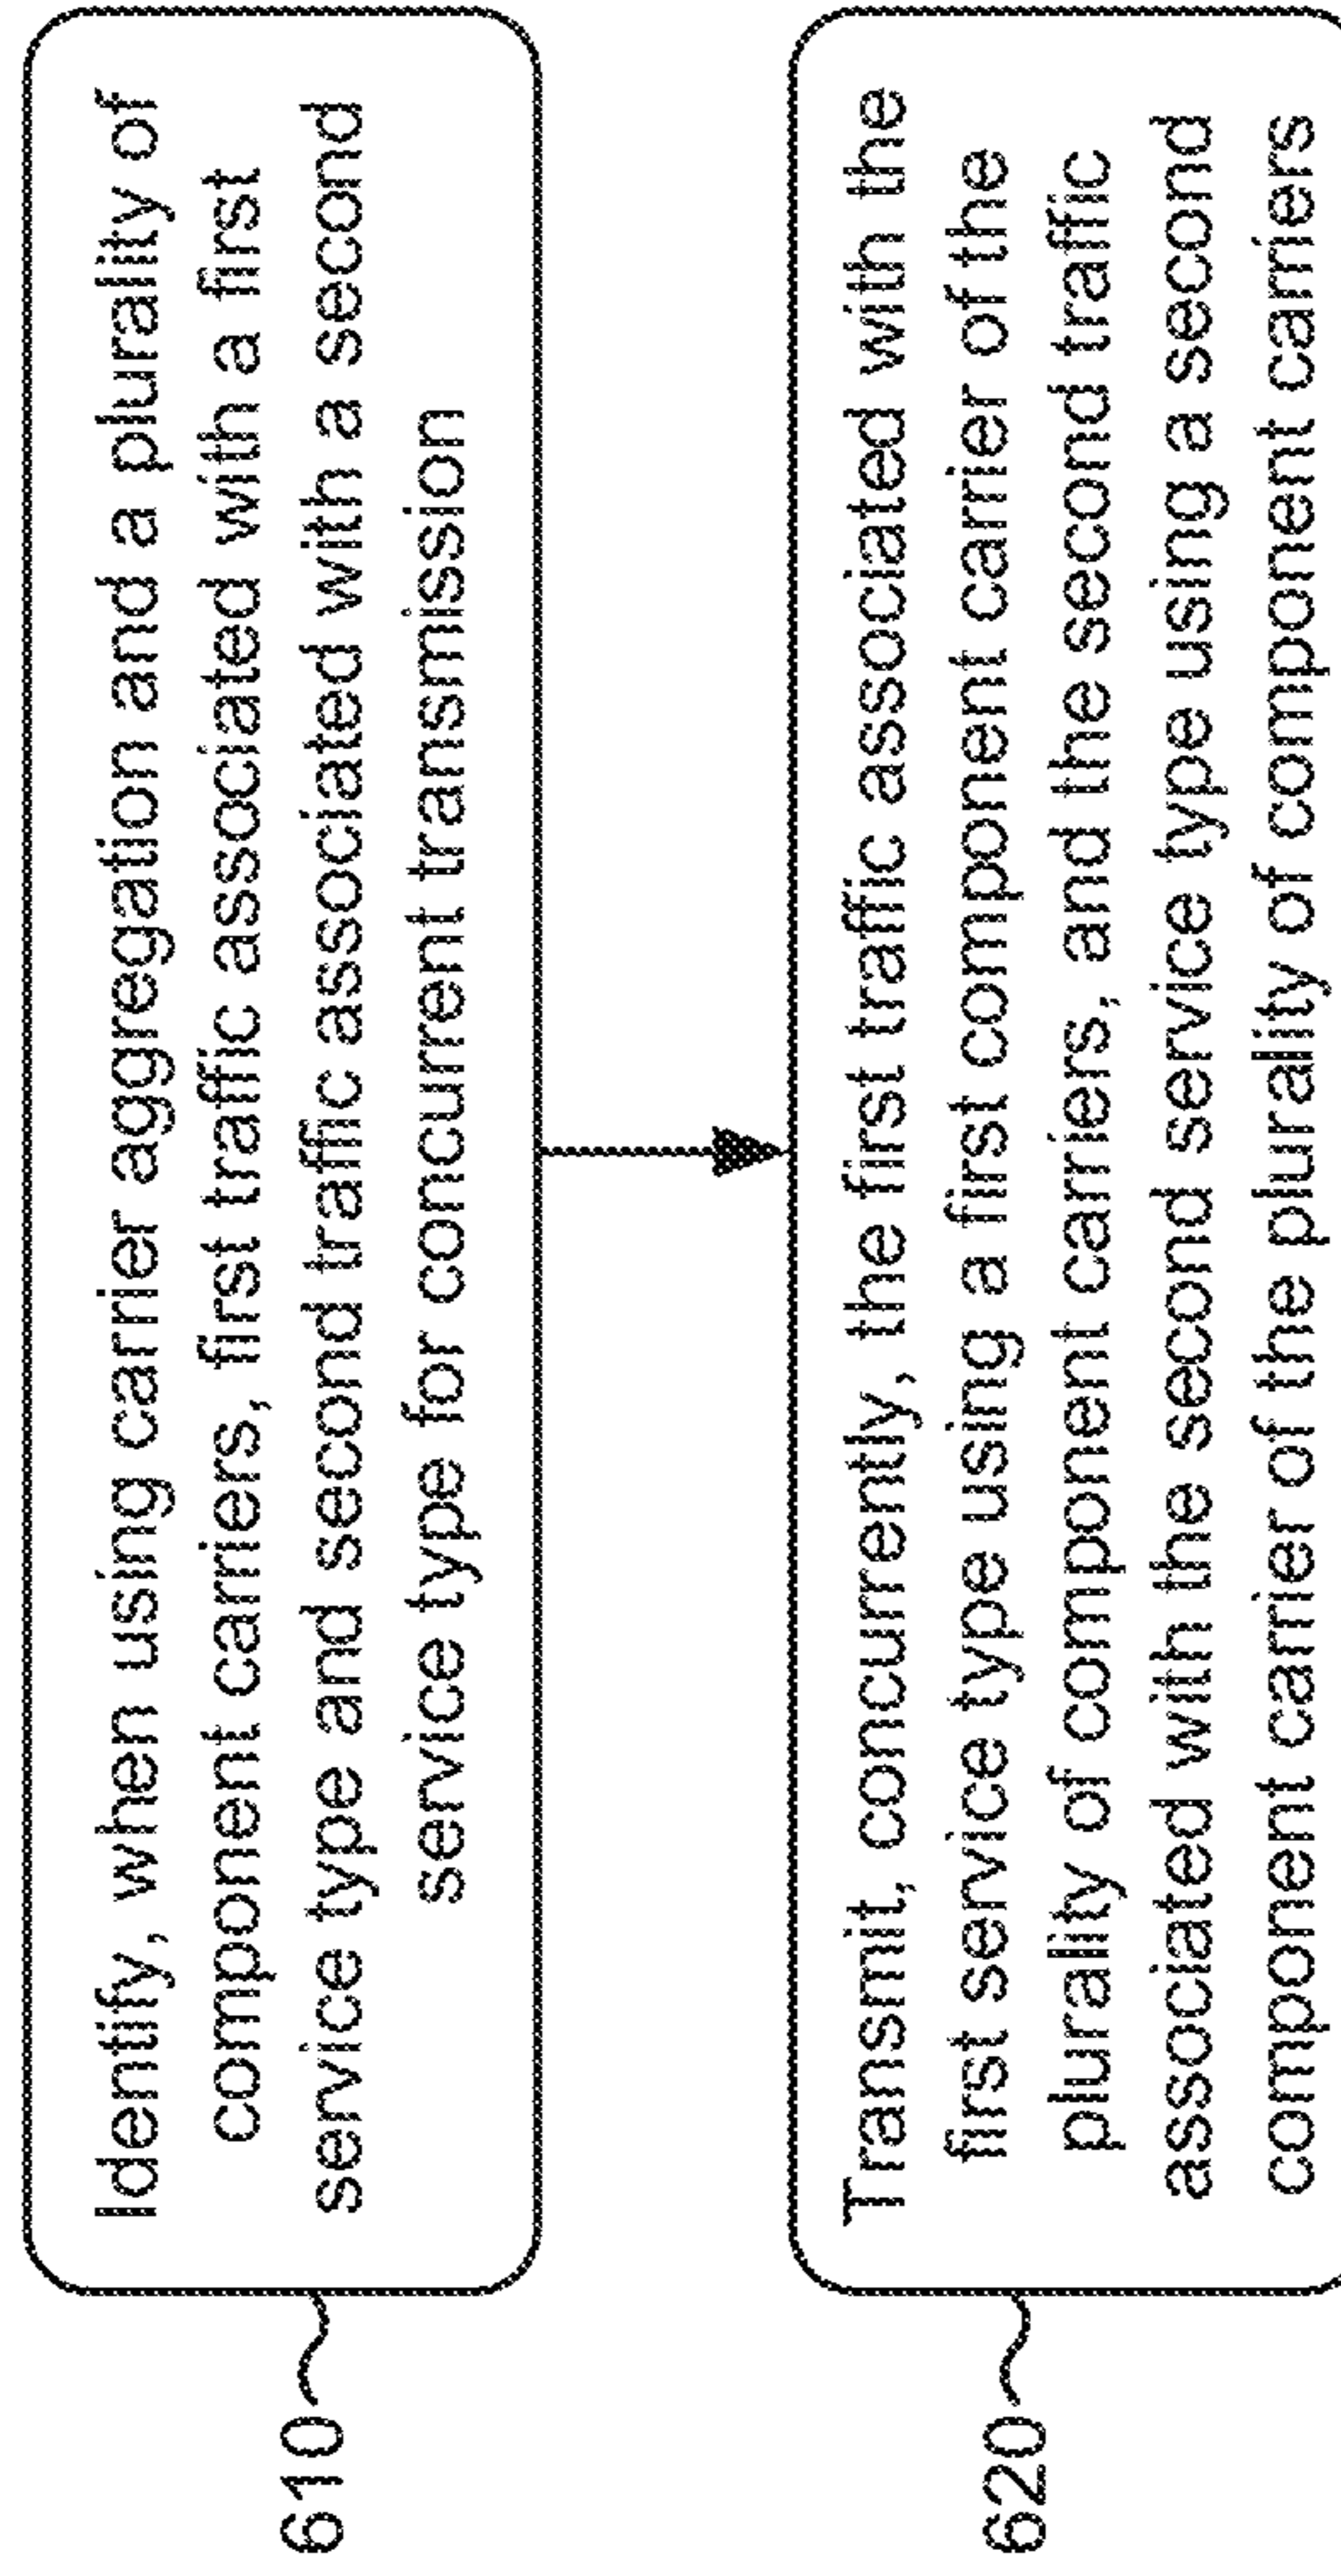 Identify, when using carrier aggregation and a plurality of
component carriers, first traffic associated with a first
service type and second traffic associated with a second
service type for concurrent transmission
610
Transmit, concurrently, the first traffic associated with the
first service type using a first component carrier of the
plurality of component carriers, and the second traffic
associated with the second service type using a second
component carrier of the plurality of component carriers
620